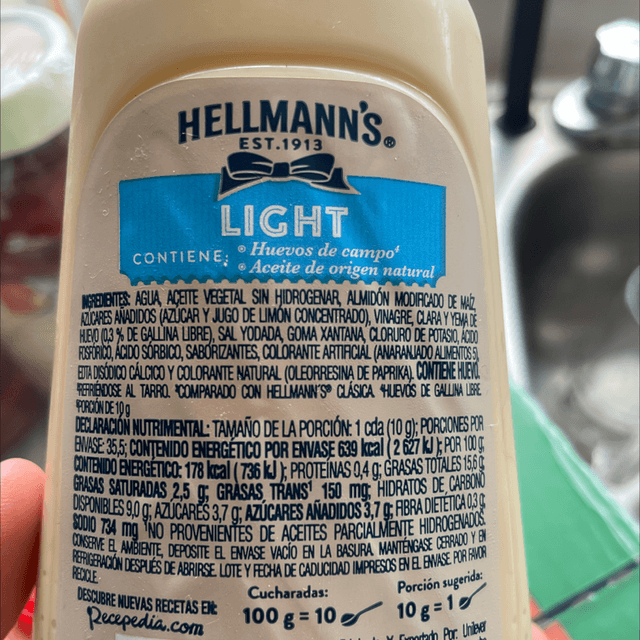 HELLMANN'S®
EST.1913
LIGHT
CONTIENE: • Huevos de campo⁴
• Aceite de origen natural
INGREDIENTES: AGUA, ACEITE VEGETAL SIN HIDROGENAR, ALMIDÓN MODIFICADO DE MAÍZ,
AZÚCARES AÑADIDOS (AZÚCAR Y JUGO DE LIMÓN CONCENTRADO), VINAGRE, CLARA Y YEMA DE
HUEVO (0,3 % DE GALLINA LIBRE), SAL YODADA, GOMA XANTANA, CLORURO DE POTASIO, ÁCIDO
FOSFÓRICO, ÁCIDO SÓRBICO, SABORIZANTES, COLORANTE ARTIFICIAL (ANARANJADO ALIMENTOS 5),
EDTA DISÓDICO CÁLCICO Y COLORANTE NATURAL (OLEORRESINA DE PAPRIKA). CONTIENE HUEVO.
REFIRIÉNDOSE AL TARRO. COMPARADO CON HELLMANN'S® CLÁSICA. ⁴HUEVOS DE GALLINA LIBRE.
PORCIÓN DE 10 g
DECLARACIÓN NUTRIMENTAL: TAMAÑO DE LA PORCIÓN: 1 cda (10 g); PORCIONES POR
ENVASE: 35,5; CONTENIDO ENERGÉTICO POR ENVASE 639 kcal (2 627 kJ); POR 100 g:
CONTENIDO ENERGÉTICO: 178 kcal (736 kJ); PROTEÍNAS 0,4 g; GRASAS TOTALES 15,6 g;
GRASAS SATURADAS 2,5 g; GRASAS TRANS¹ 150 mg; HIDRATOS DE CARBONO
DISPONIBLES 9,0 g; AZÚCARES 3,7 g; AZÚCARES AÑADIDOS 3,7 g; FIBRA DIETÉTICA 0,3 g;
SODIO 734 mg ¹NO PROVENIENTES DE ACEITES PARCIALMENTE HIDROGENADOS.
CONSERVE EL AMBIENTE, DEPOSITE EL ENVASE VACÍO EN LA BASURA. MANTÉNGASE CERRADO Y EN
REFRIGERACIÓN DESPUÉS DE ABRIRSE. LOTE Y FECHA DE CADUCIDAD IMPRESOS EN EL ENVASE POR FAVOR
RECICLE.
DESCUBRE NUEVAS RECETAS EN:
Recepedia.com
Cucharadas:
100 g = 10
Porción sugerida:
10 g = 1
Exportado Por: Unilever